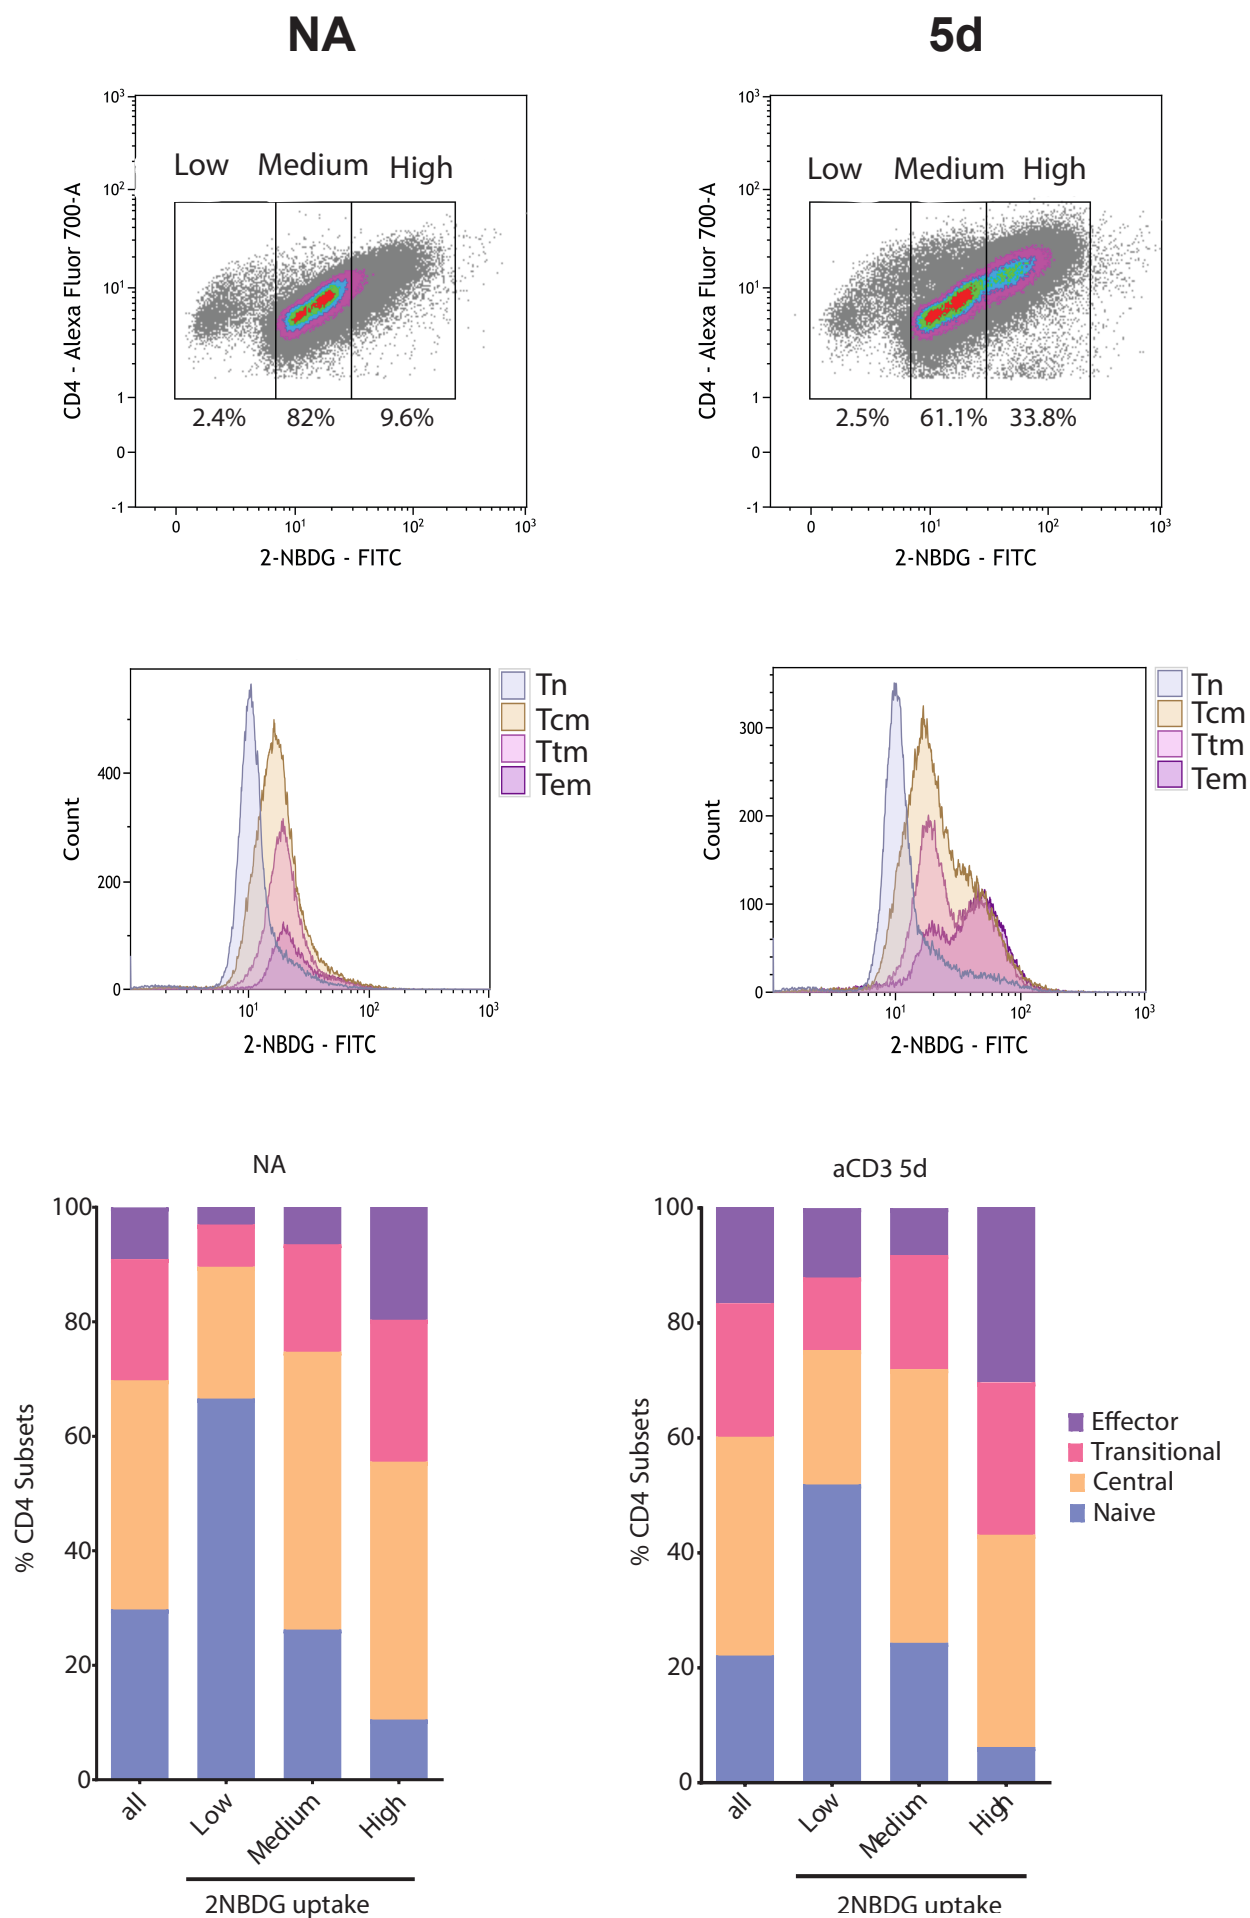 NA
5d
10³
10²
10¹
1
0
-1
CD4 - Alexa Fluor 700-A
Low Medium High
2.4% 82% 9.6%
0 10¹ 10² 10³
2-NBDG - FITC
10³
10²
10¹
1
0
-1
CD4 - Alexa Fluor 700-A
Low Medium High
2.5% 61.1% 33.8%
0 10¹ 10² 10³
2-NBDG - FITC
400
200
0
Count
10¹ 10² 10³
2-NBDG - FITC
Tn
Tcm
Ttm
Tem
300
200
100
0
Count
10¹ 10² 10³
2-NBDG - FITC
Tn
Tcm
Ttm
Tem
NA
100
80
60
40
20
0
% CD4 Subsets
all Low Medium High
2NBDG uptake
aCD3 5d
100
80
60
40
20
0
% CD4 Subsets
all Low Medium High
2NBDG uptake
Effector
Transitional
Central
Naive